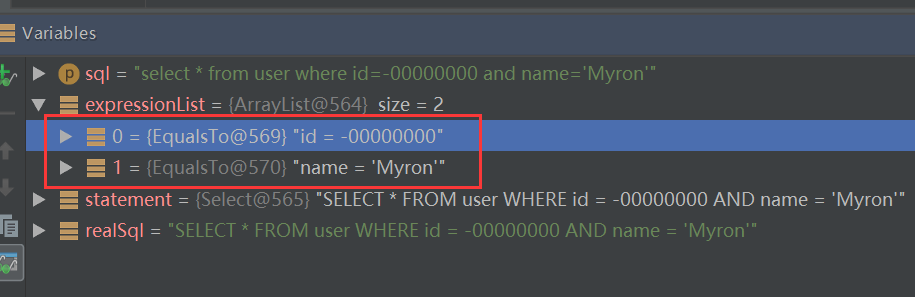 Variables
p sql = "select * from user where id=-00000000 and name='Myron'"
expressionList = {ArrayList@564} size = 2
0 = {EqualsTo@569} "id = -00000000"
1 = {EqualsTo@570} "name = 'Myron'"
statement = {Select@565} "SELECT * FROM user WHERE id = -00000000 AND name = 'Myron'"
realSql = "SELECT * FROM user WHERE id = -00000000 AND name = 'Myron'"